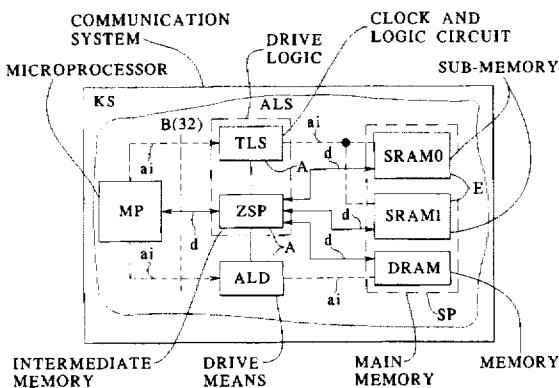 COMMUNICATION
SYSTEM
DRIVE
LOGIC
CLOCK AND
LOGIC CIRCUIT
MICROPROCESSOR
SUB-MEMORY
KS
ALS
B(32)
TLS
ai
ai
A
d
SRAM0
E
MP
d
ZSP
d
SRAM1
A
d
ai
ALD
ai
DRAM
SP
INTERMEDIATE
MEMORY
DRIVE
MEANS
MAIN
MEMORY
MEMORY